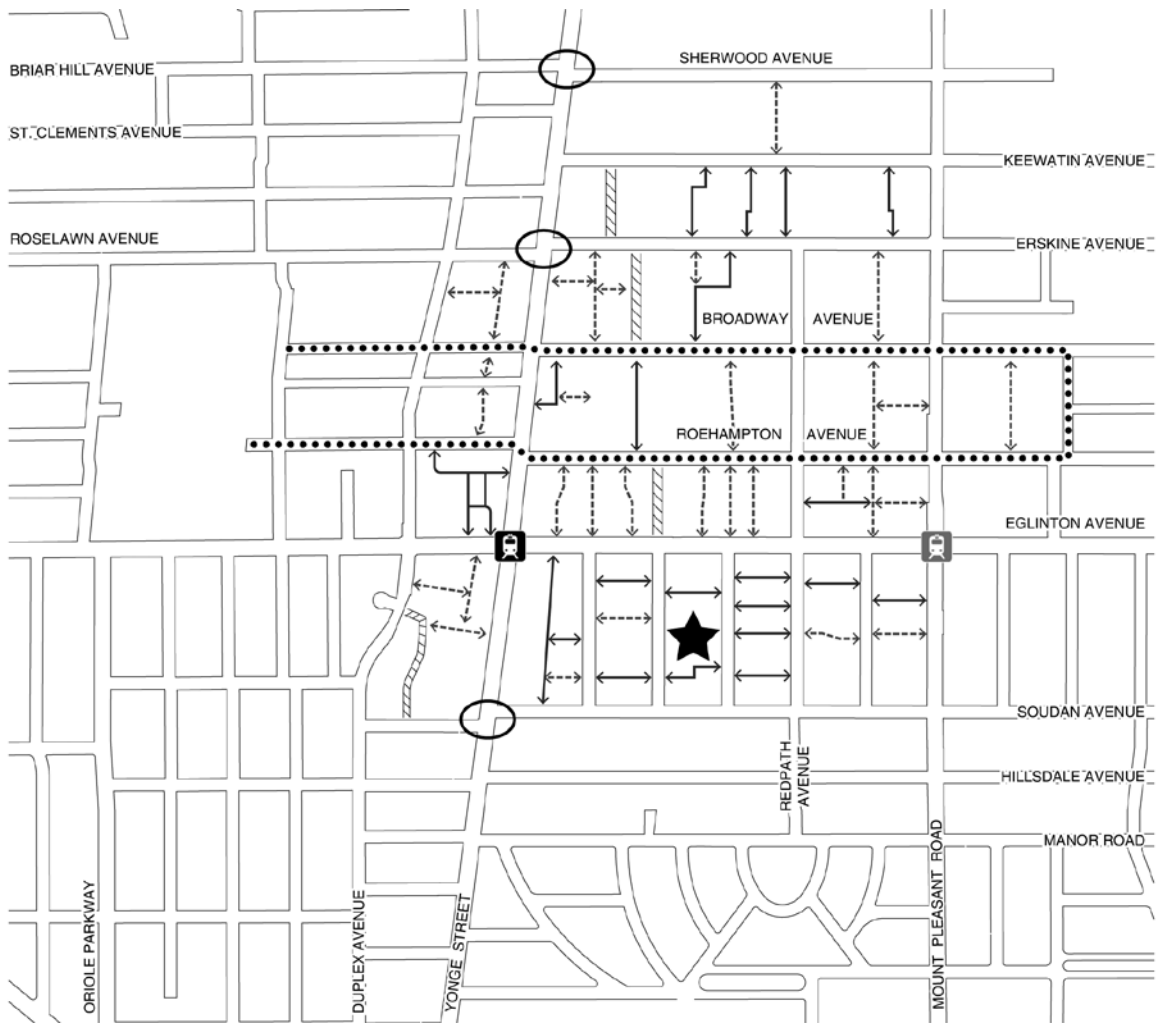 SHERWOOD AVENUE
BRIAR HILL AVENUE
ST. CLEMENTS AVENUE
KEEWATIN AVENUE
ROSELAWN AVENUE
ERSKINE AVENUE
BROADWAY AVENUE
ROEHAMPTON AVENUE
EGLINTON AVENUE
SOUDAN AVENUE
REDPATH
AVENUE
HILLSDALE AVENUE
MANOR ROAD
ORIOLE PARKWAY
DUPLEX AVENUE
YONGE STREET
MOUNT PLEASANT ROAD